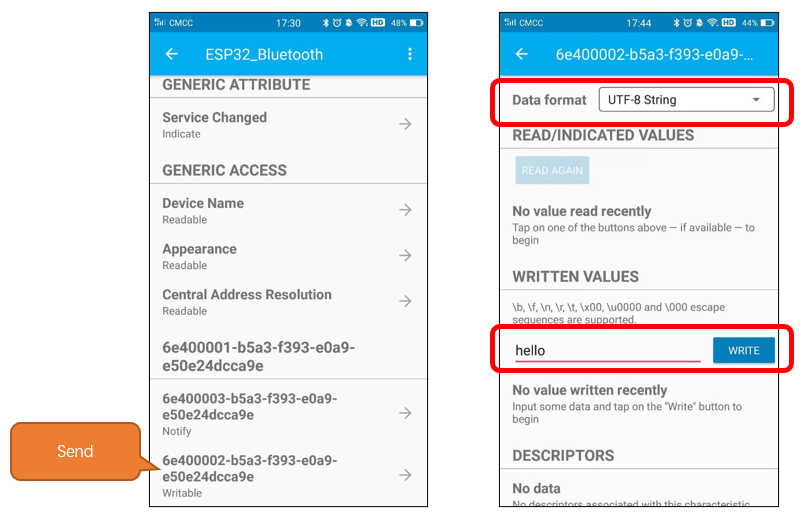 CMCC 17:30 HD 48%
ESP32_Bluetooth
GENERIC ATTRIBUTE
Service Changed
Indicate
GENERIC ACCESS
Device Name
Readable
Appearance
Readable
Central Address Resolution
Readable
6e400001-b5a3-f393-e0a9-
e50e24dcca9e
6e400003-b5a3-f393-e0a9-
e50e24dcca9e
Notify
Send
6e400002-b5a3-f393-e0a9-
e50e24dcca9e
Writable
CMCC 17:44 HD 44%
6e400002-b5a3-f393-e0a9-...
Data format UTF-8 String
READ/INDICATED VALUES
READ AGAIN
No value read recently
Tap on one of the buttons above — if available — to
begin
WRITTEN VALUES
\b, \f, \n, \r, \t, \x00, \u0000 and \000 escape
sequences are supported.
hello WRITE
No value written recently
Input some data and tap on the "Write" button to
begin
DESCRIPTORS
No data
No descriptors associated with this characteristic